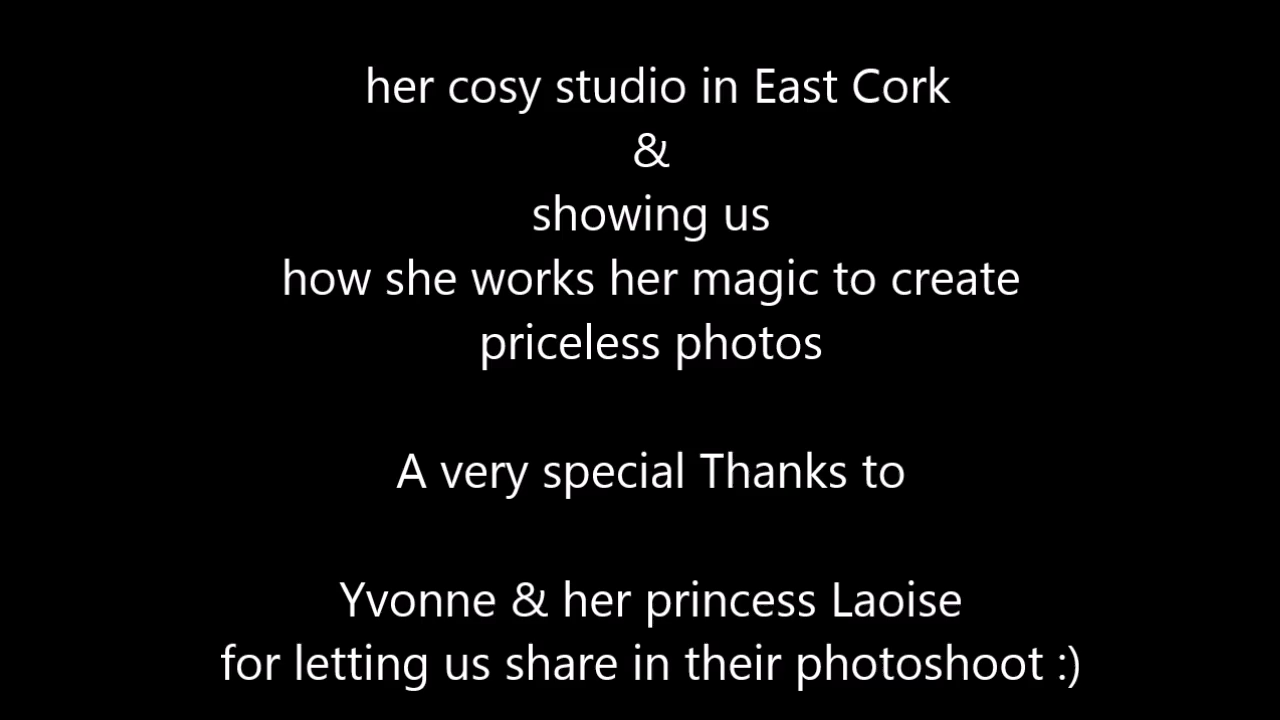 her cosy studio in East Cork
&
showing us
how she works her magic to create
priceless photos
A very special Thanks to
Yvonne & her princess Laoise
for letting us share in their photoshoot :)